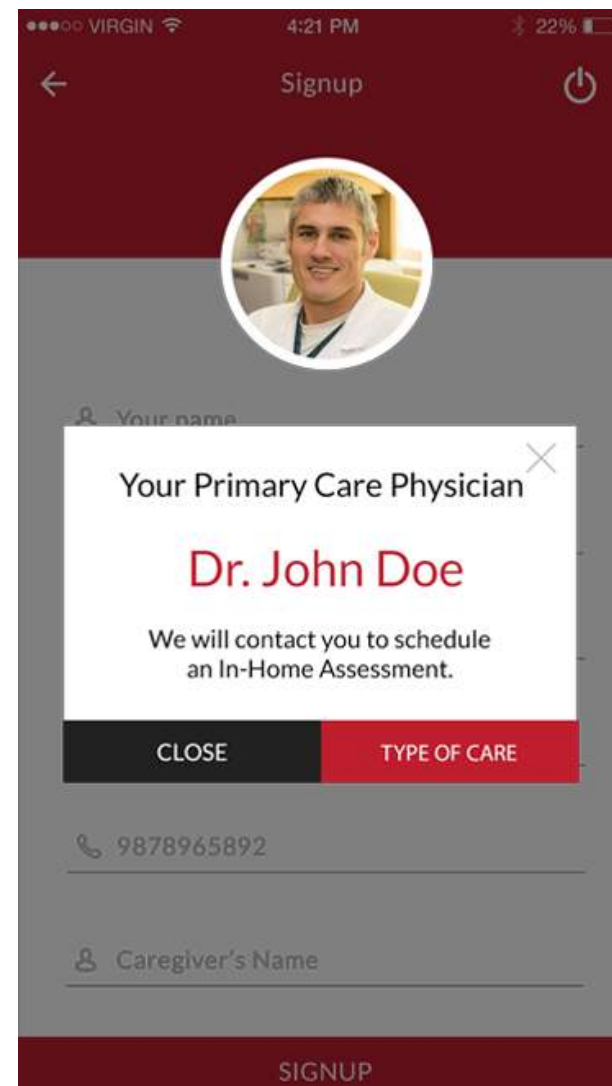 VIRGIN 4:21 PM 22%
Signup
Your name
Your Primary Care Physician
Dr. John Doe
We will contact you to schedule
an In-Home Assessment.
CLOSE TYPE OF CARE
9878965892
Caregiver's Name
SIGNUP